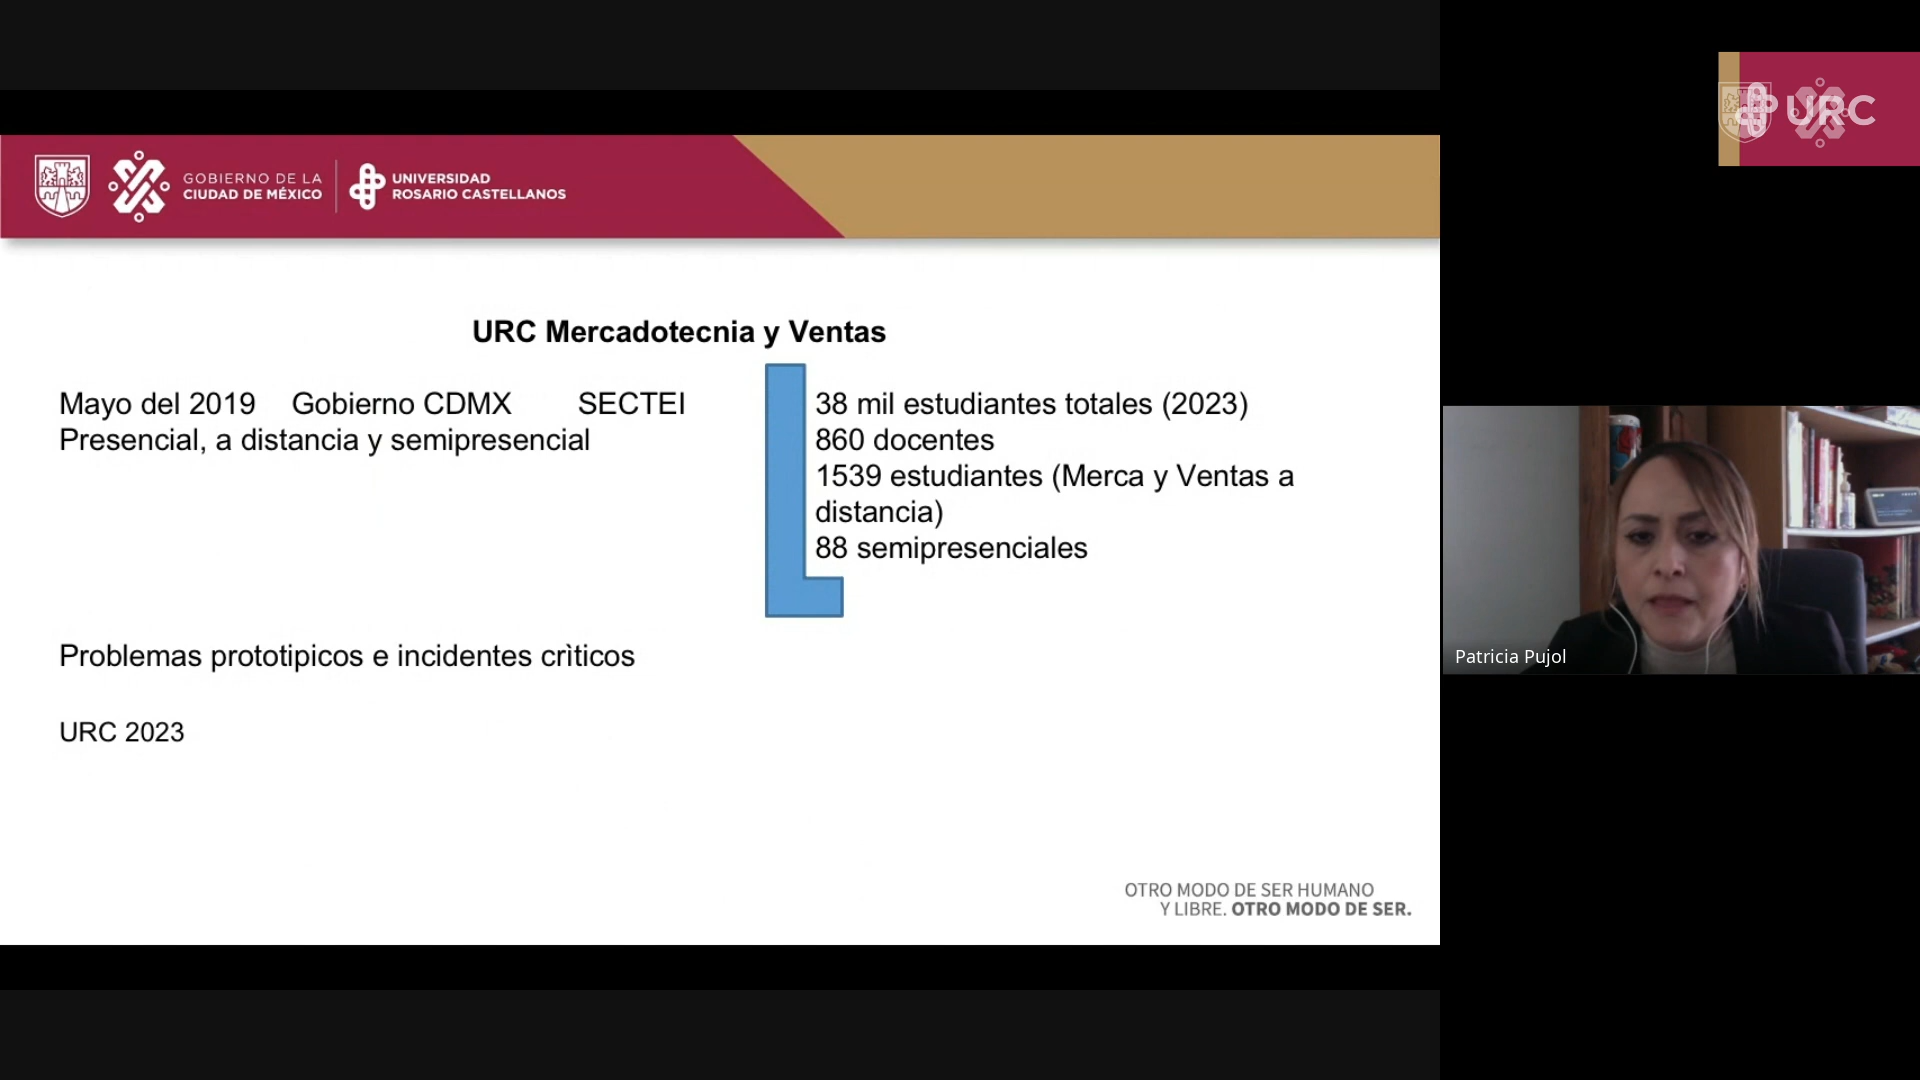 GOBIERNO DE LA
CIUDAD DE MÉXICO
UNIVERSIDAD
ROSARIO CASTELLANOS
URC
URC Mercadotecnia y Ventas
Mayo del 2019 Gobierno CDMX SECTEI
Presencial, a distancia y semipresencial
38 mil estudiantes totales (2023)
860 docentes
1539 estudiantes (Merca y Ventas a
distancia)
88 semipresenciales
Problemas prototipicos e incidentes crìticos
URC 2023
Patricia Pujol
OTRO MODO DE SER HUMANO
Y LIBRE. OTRO MODO DE SER.